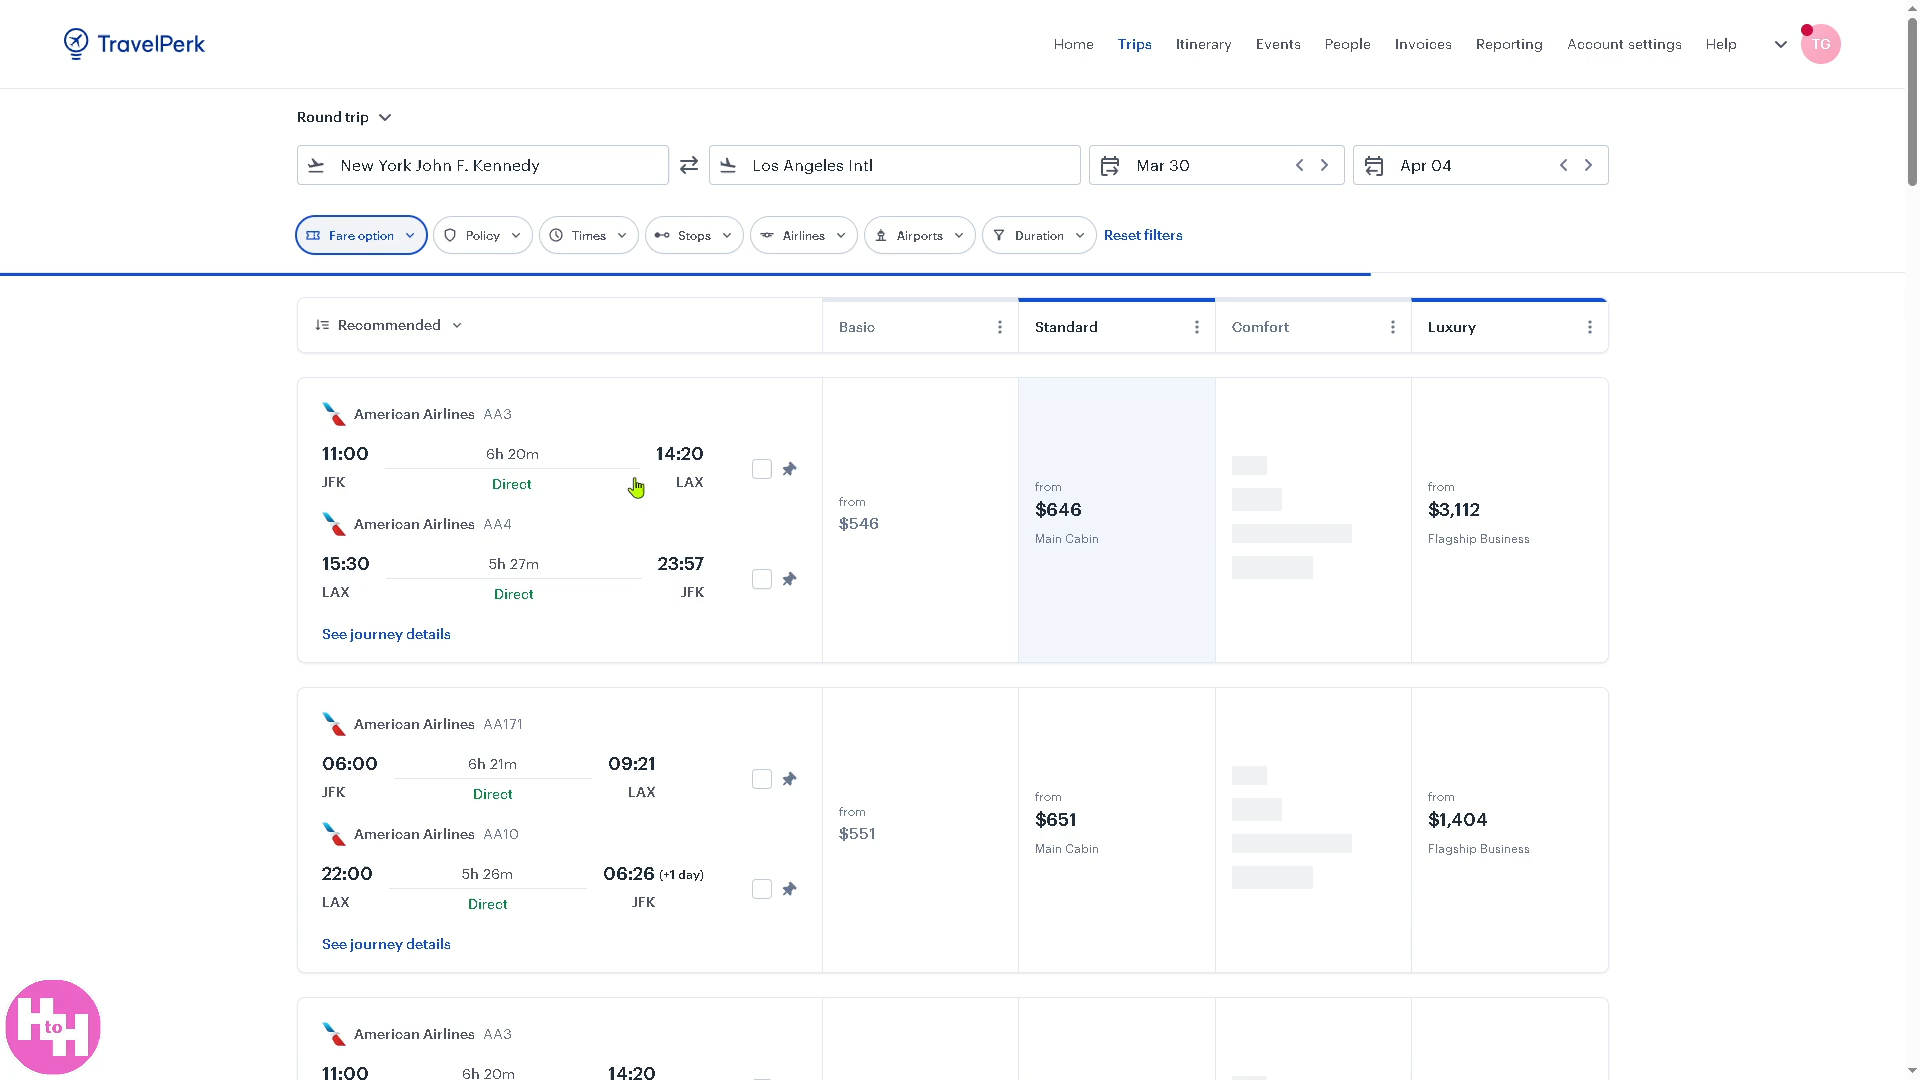 TravelPerk
Home Trips Itinerary Events People Invoices Reporting Account settings Help TG
Round trip
New York John F. Kennedy Los Angeles Intl Mar 30 Apr 04
Fare option Policy Times Stops Airlines Airports Duration Reset filters
Recommended Basic Standard Comfort Luxury
American Airlines AA3
11:00 6h 20m 14:20
JFK Direct LAX
American Airlines AA4
15:30 5h 27m 23:57
LAX Direct JFK
See journey details
from
$546
from
$646
Main Cabin
from
$3,112
Flagship Business
American Airlines AA171
06:00 6h 21m 09:21
JFK Direct LAX
American Airlines AA10
22:00 5h 26m 06:26 (+1 day)
LAX Direct JFK
See journey details
from
$551
from
$651
Main Cabin
from
$1,404
Flagship Business
American Airlines AA3
11:00 6h 20m 14:20
H to H